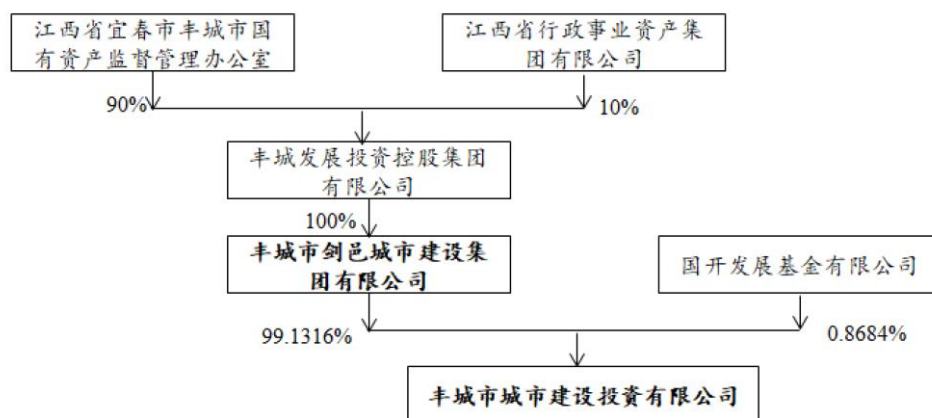 江西省宜春市丰城市国
有资产监督管理办公室
江西省行政事业资产集
团有限公司
90%
10%
丰城发展投资控股集团
有限公司
100%
丰城市剑邑城市建设集
团有限公司
国开发展基金有限公司
99.1316%
0.8684%
丰城市城市建设投资有限公司